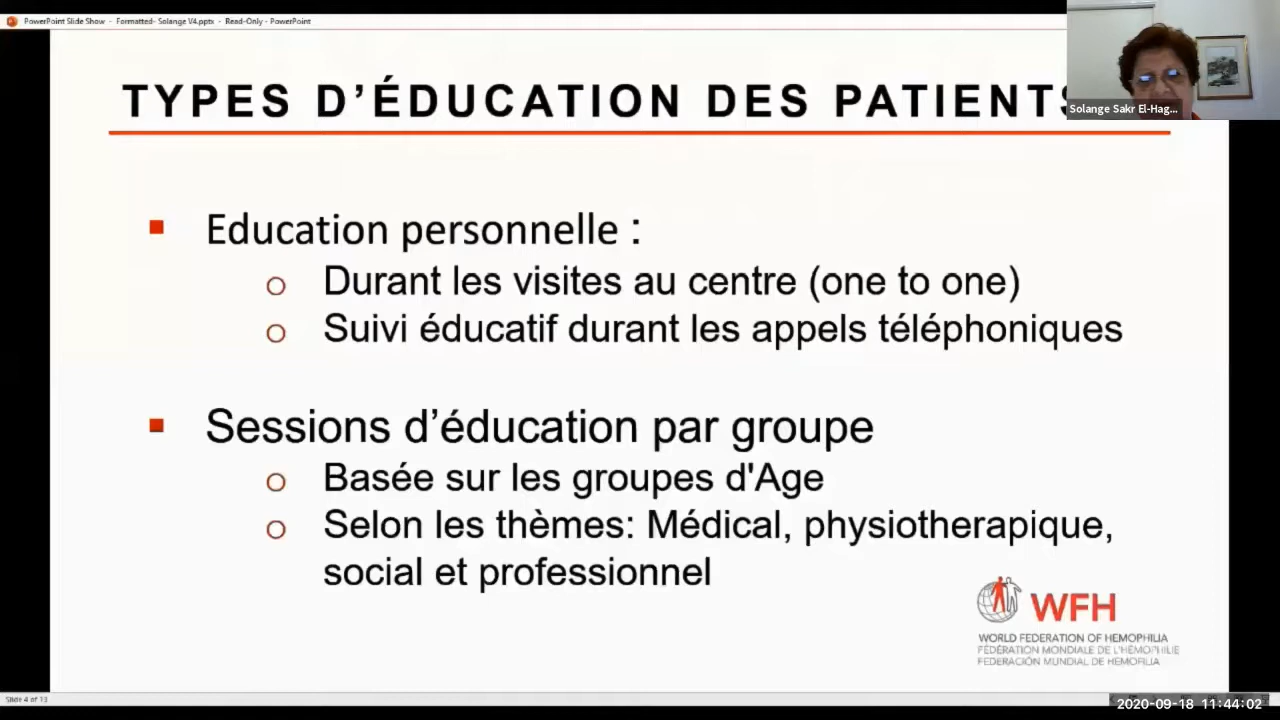 PowerPoint Slide Show - Formatted- Solange V4.pptx - Read-Only - PowerPoint
TYPES D’ÉDUCATION DES PATIENTS
Solange Sakr El-Hag...
Education personnelle :
Durant les visites au centre (one to one)
Suivi éducatif durant les appels téléphoniques
Sessions d’éducation par groupe
Basée sur les groupes d'Age
Selon les thèmes: Médical, physiotherapique,
social et professionnel
WFH
WORLD FEDERATION OF HEMOPHILIA
FÉDÉRATION MONDIALE DE L'HÉMOPHILIE
FEDERACIÓN MUNDIAL DE HEMOFILIA
Slide 4 of 13
2020-09-18 11:44:02